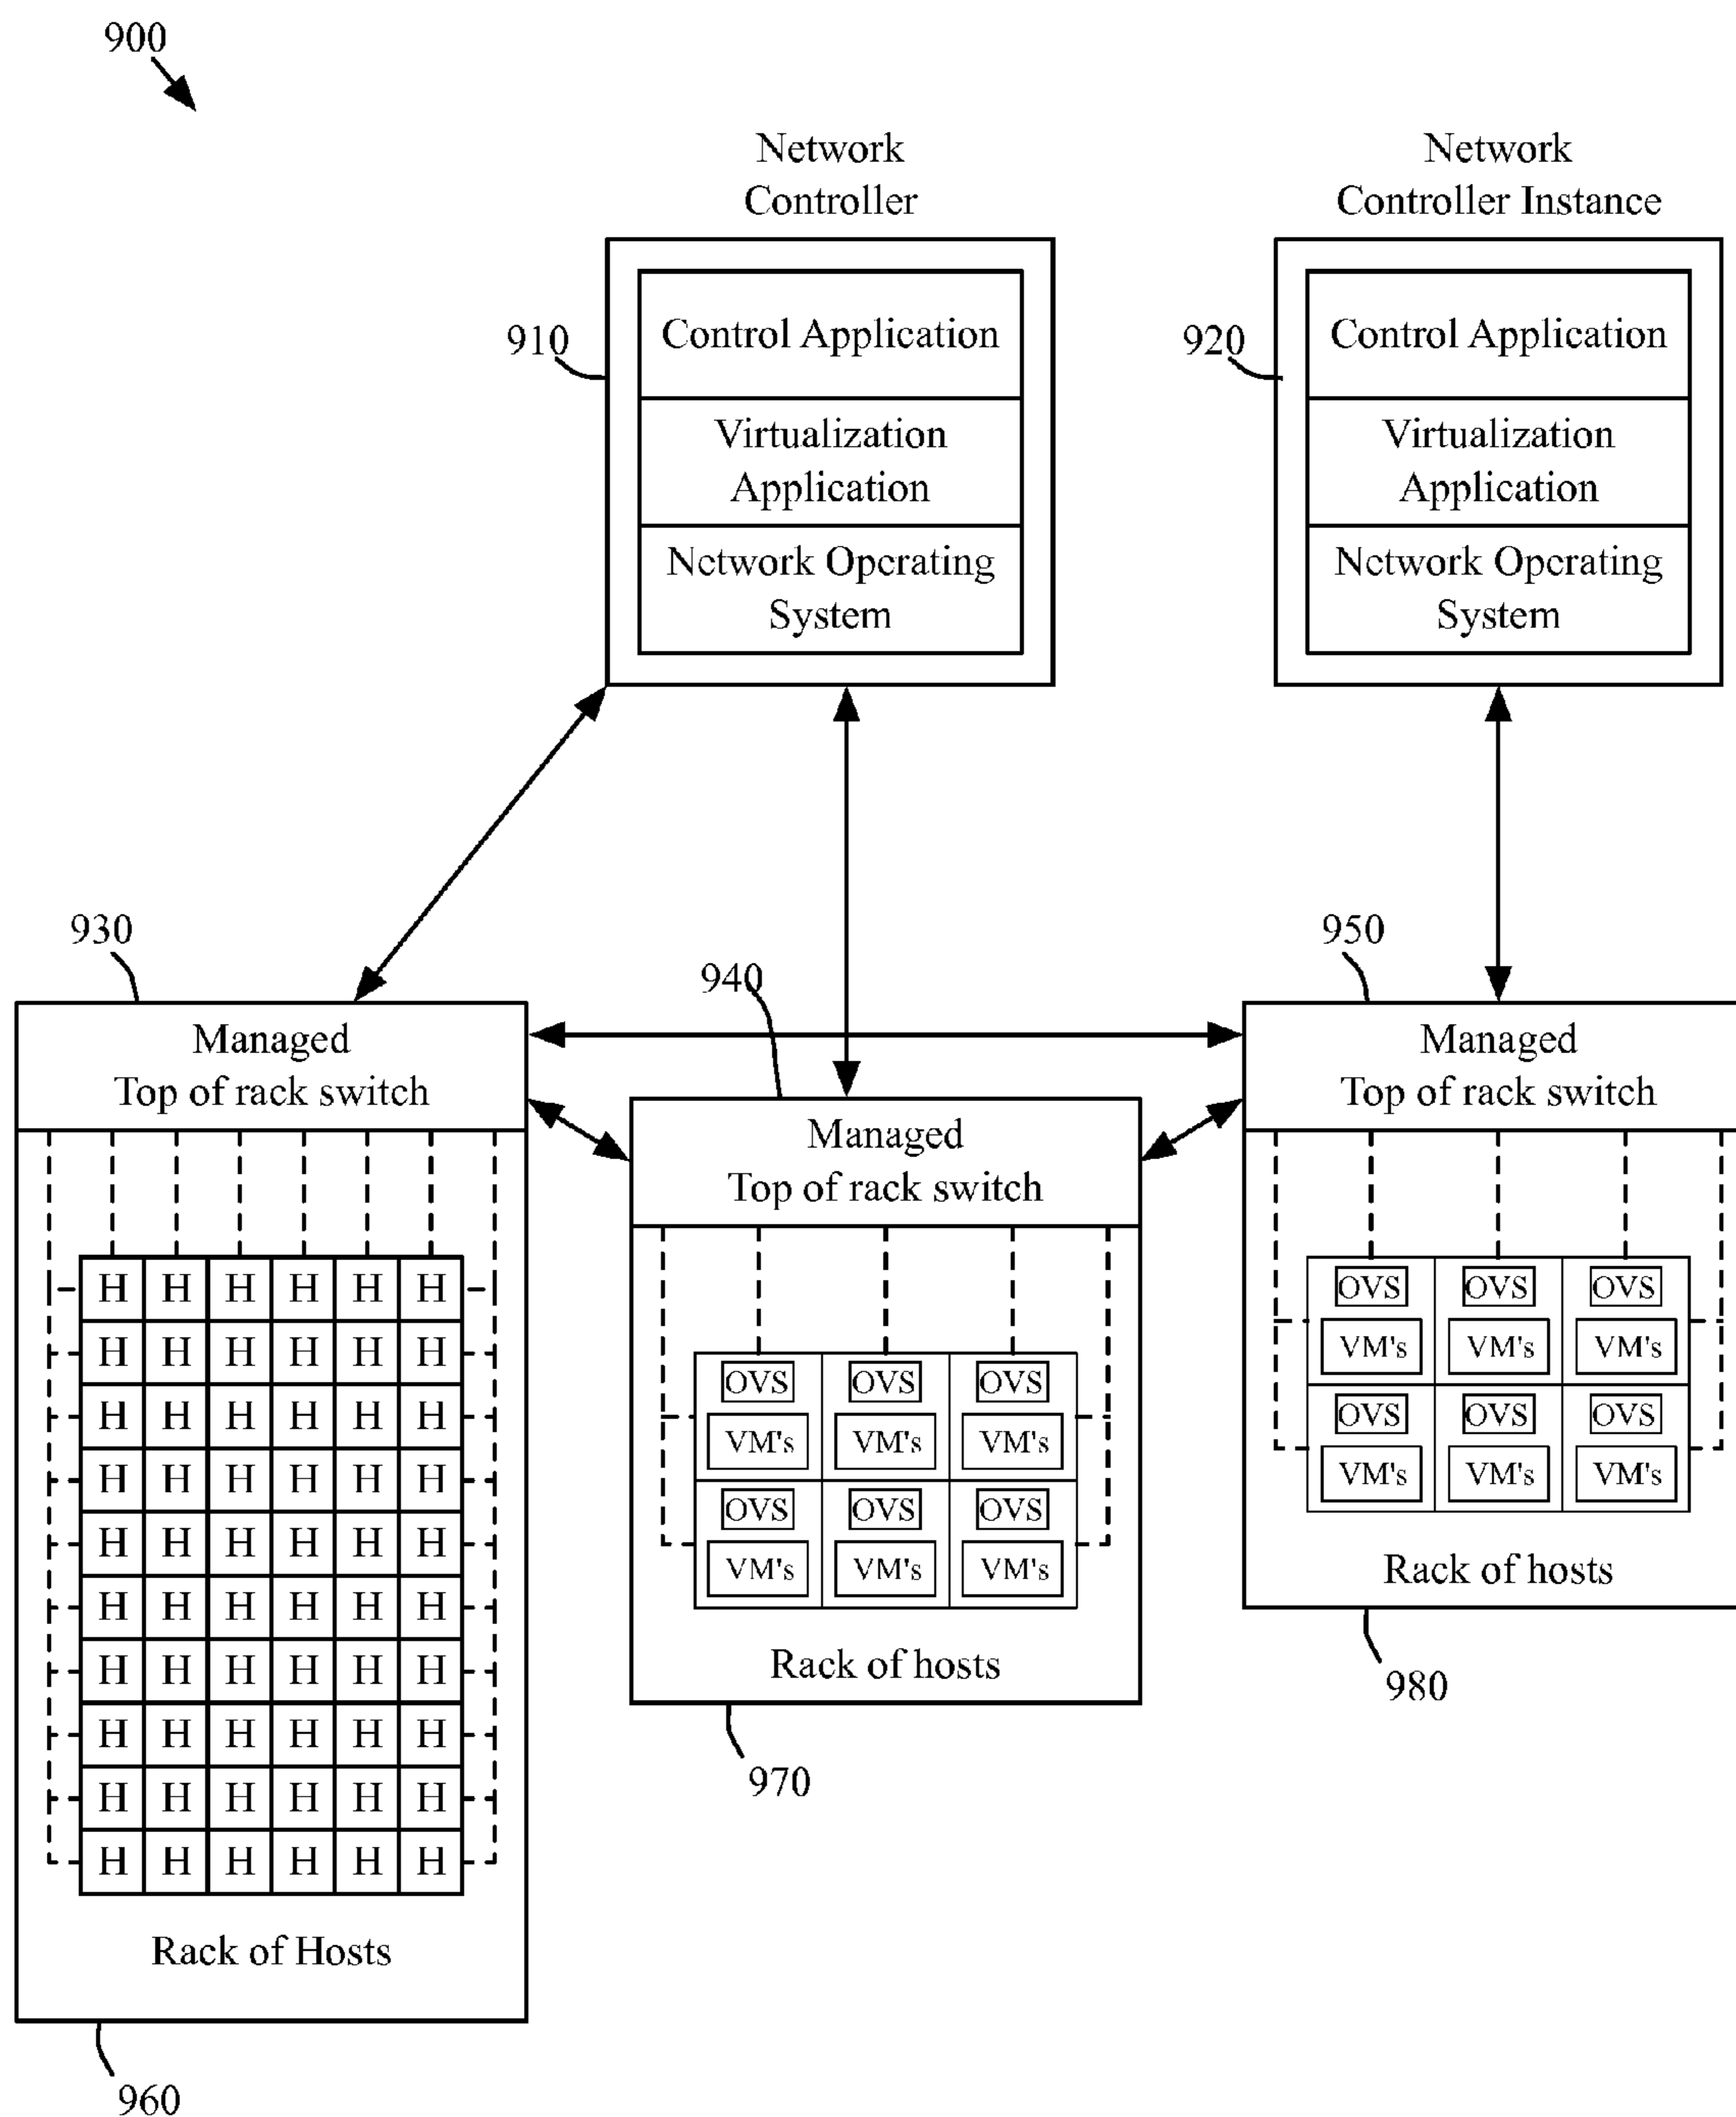 900
Network
Controller
Network
Controller Instance
910
Control Application
Virtualization
Application
Network Operating
System
920
Control Application
Virtualization
Application
Network Operating
System
930
940
950
Managed
Top of rack switch
Managed
Top of rack switch
Managed
Top of rack switch
H H H H H H
H H H H H H
H H H H H H
H H H H H H
H H H H H H
H H H H H H
H H H H H H
H H H H H H
H H H H H H
H H H H H H
Rack of Hosts
960
OVS OVS OVS
VM's VM's VM's
OVS OVS OVS
VM's VM's VM's
Rack of hosts
970
OVS OVS OVS
VM's VM's VM's
OVS OVS OVS
VM's VM's VM's
Rack of hosts
980